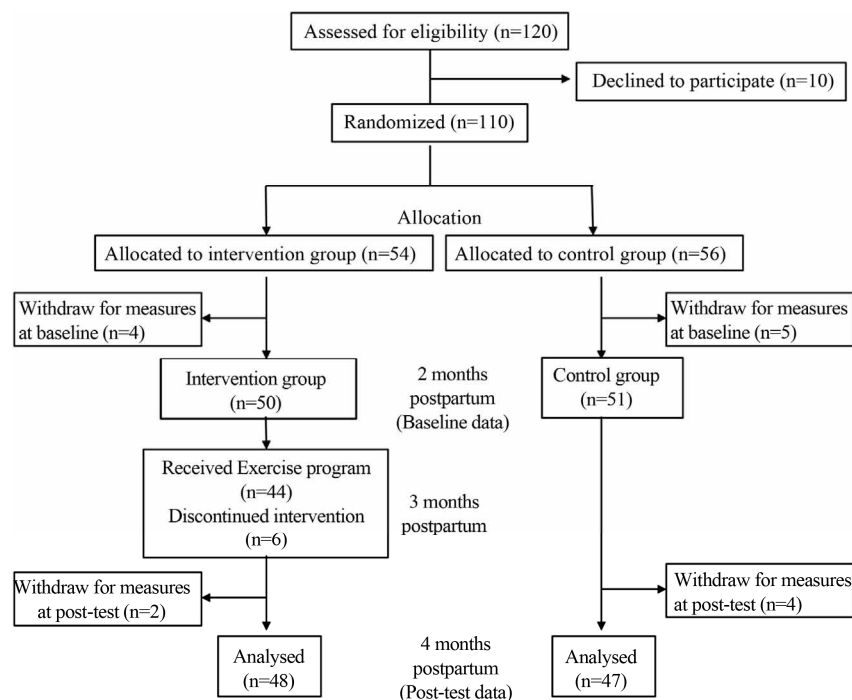 Assessed for eligibility (n=120)
Declined to participate (n=10)
Randomized (n=110)
Allocation
Allocated to intervention group (n=54)
Allocated to control group (n=56)
Withdraw for measures
at baseline (n=4)
Withdraw for measures
at baseline (n=5)
Intervention group
(n=50)
2 months
postpartum
(Baseline data)
Control group
(n=51)
Received Exercise program
(n=44)
Discontinued intervention
(n=6)
3 months
postpartum
Withdraw for measures
at post-test (n=2)
Withdraw for measures
at post-test (n=4)
Analysed
(n=48)
4 months
postpartum
(Post-test data)
Analysed
(n=47)